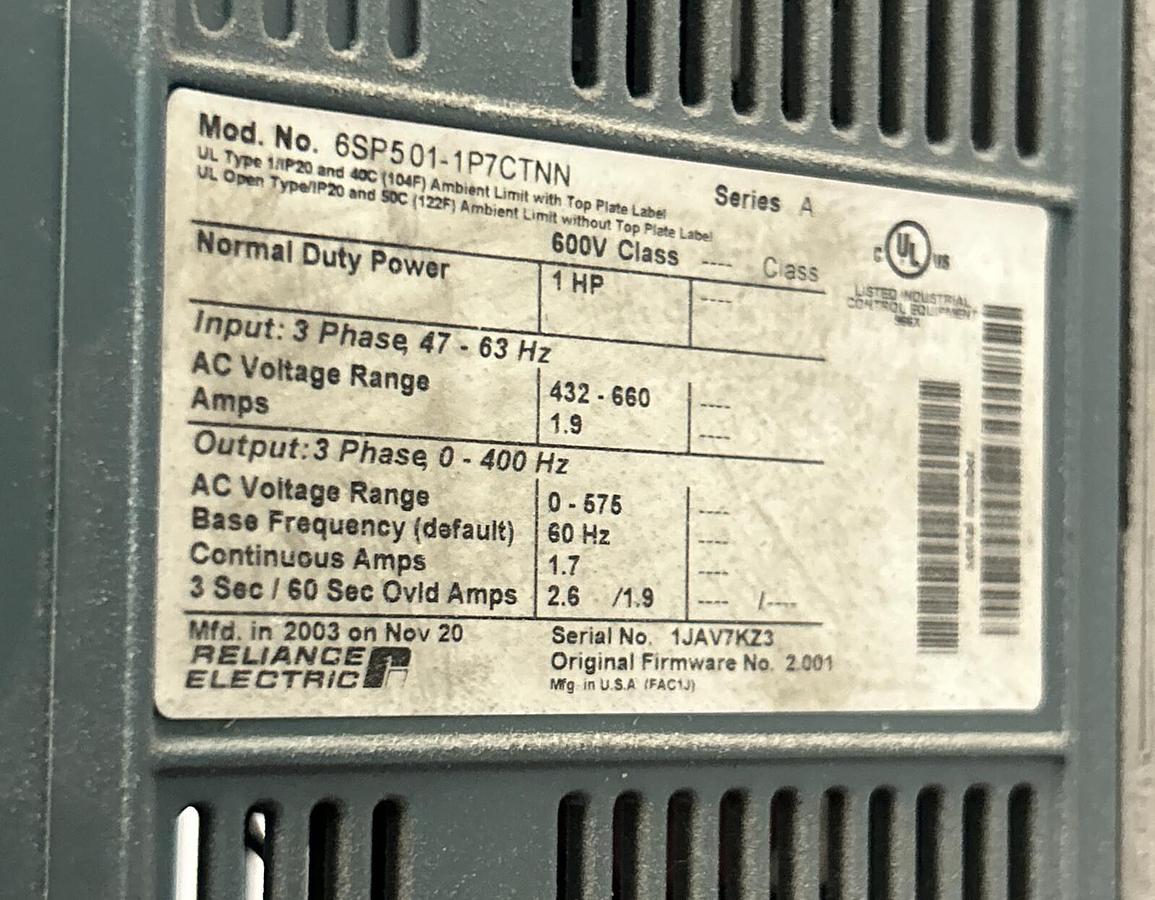 Mod. No. 6SP501-1P7CTNN
Series A
UL Type 1/IP20 and 40C (104F) Ambient Limit with Top Plate Label
UL Open Type/IP20 and 50C (122F) Ambient Limit without Top Plate Label
600V Class ---- Class
Normal Duty Power 1 HP ----
Input: 3 Phase, 47 - 63 Hz
AC Voltage Range 432 - 660 ----
Amps 1.9 ----
Output: 3 Phase, 0 - 400 Hz
AC Voltage Range 0 - 575 ----
Base Frequency (default) 60 Hz ----
Continuous Amps 1.7 ----
3 Sec / 60 Sec Ovld Amps 2.6 /1.9 ---- /----
Mfd. in 2003 on Nov 20
RELIANCE
ELECTRIC
Serial No. 1JAV7KZ3
Original Firmware No. 2.001
Mfg. in U.S.A (FAC1J)
C UL US
LISTED INDUSTRIAL
CONTROL EQUIPMENT
966X